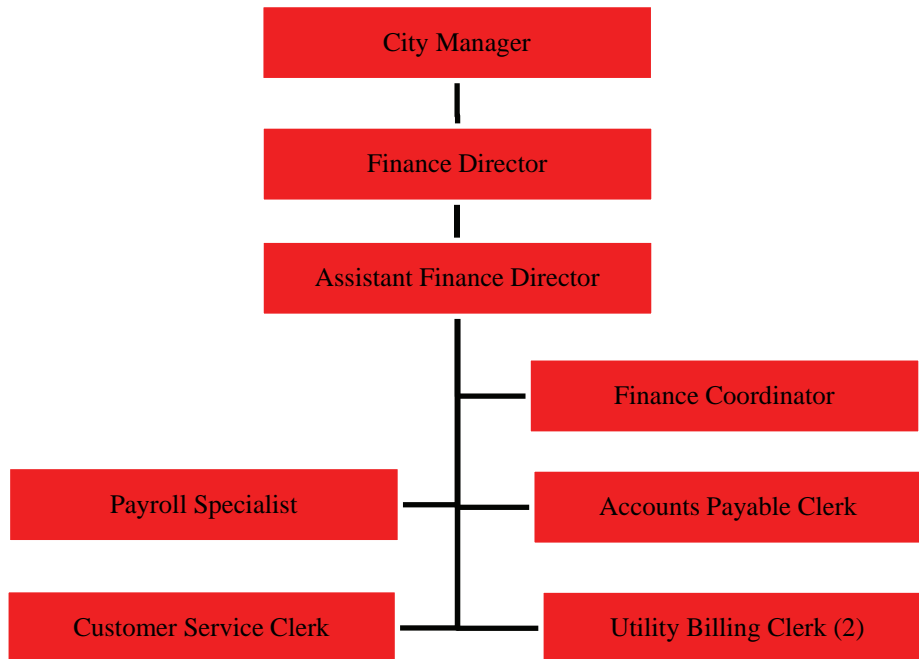 City Manager
Finance Director
Assistant Finance Director
Finance Coordinator
Payroll Specialist
Accounts Payable Clerk
Customer Service Clerk
Utility Billing Clerk (2)